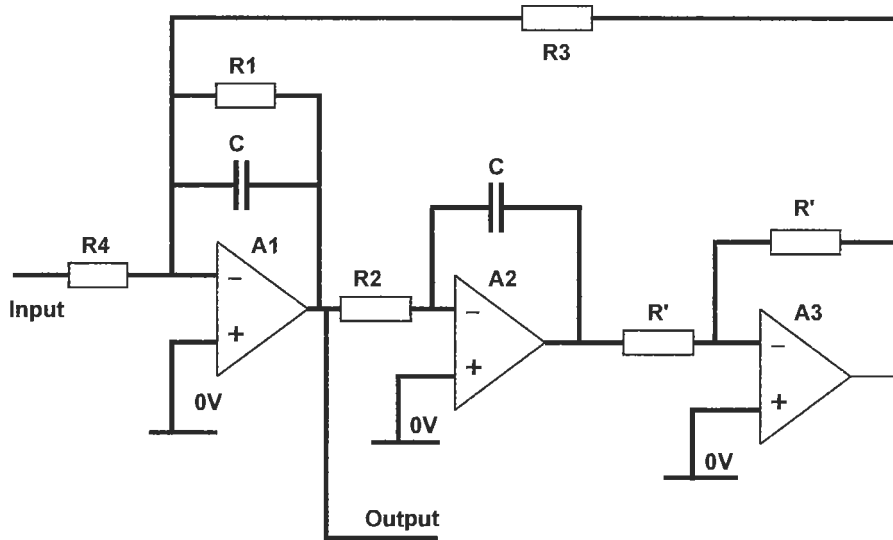 R3
R1
C
C
R'
R4
A1
R2
A2
R'
A3
Input
−
+
−
+
−
+
0V
0V
0V
Output